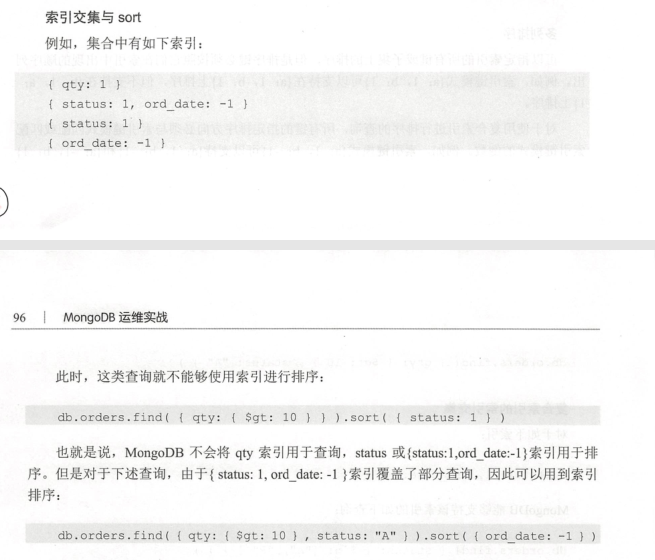 索引交集与 sort
例如，集合中有如下索引：
{ qty: 1 }
{ status: 1, ord_date: -1 }
{ status: 1 }
{ ord_date: -1 }
96 | MongoDB 运维实战
此时，这类查询就不能够使用索引进行排序：
db.orders.find( { qty: { $gt: 10 } } ).sort( { status: 1 } )
也就是说，MongoDB 不会将 qty 索引用于查询，status 或{status:1,ord_date:-1}索引用于排
序。但是对于下述查询，由于{ status: 1, ord_date: -1 }索引覆盖了部分查询，因此可以用到索引
排序：
db.orders.find( { qty: { $gt: 10 } , status: "A" } ).sort( { ord_date: -1 } )